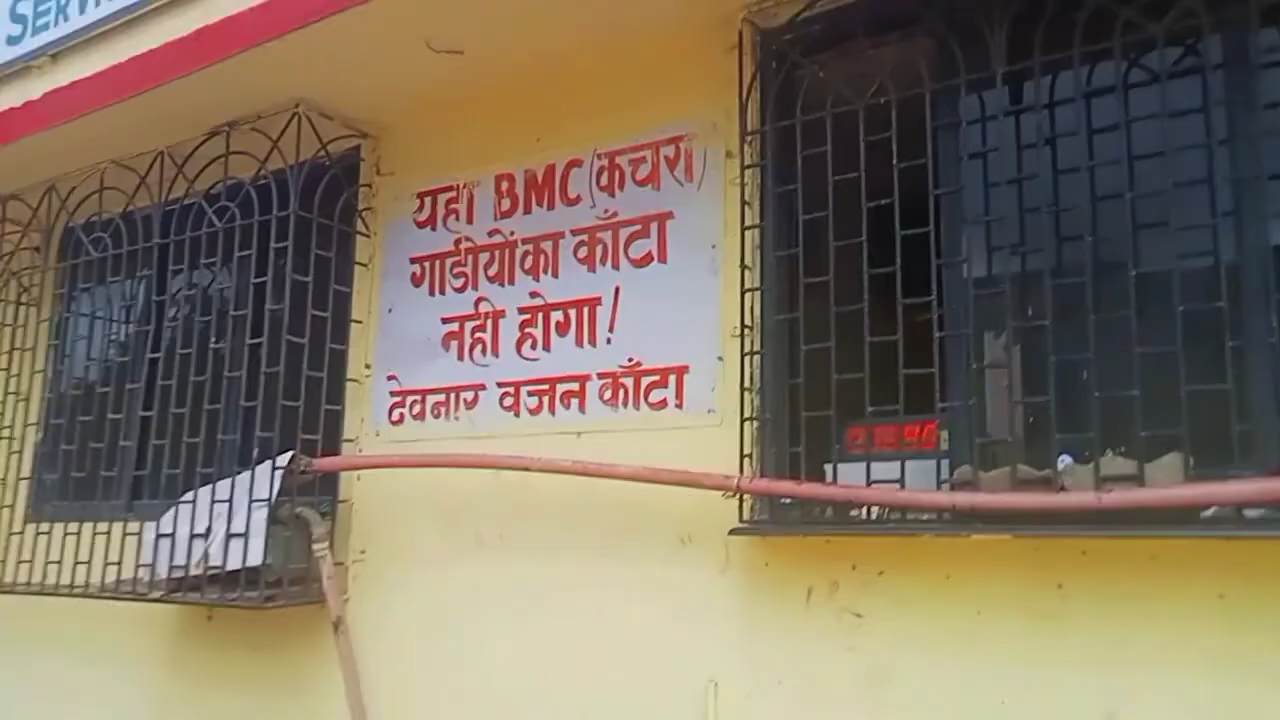 यहाँ BMC (कचरा)
गाडीयों का काँटा
नही होगा!
देवनार वजन काँटा